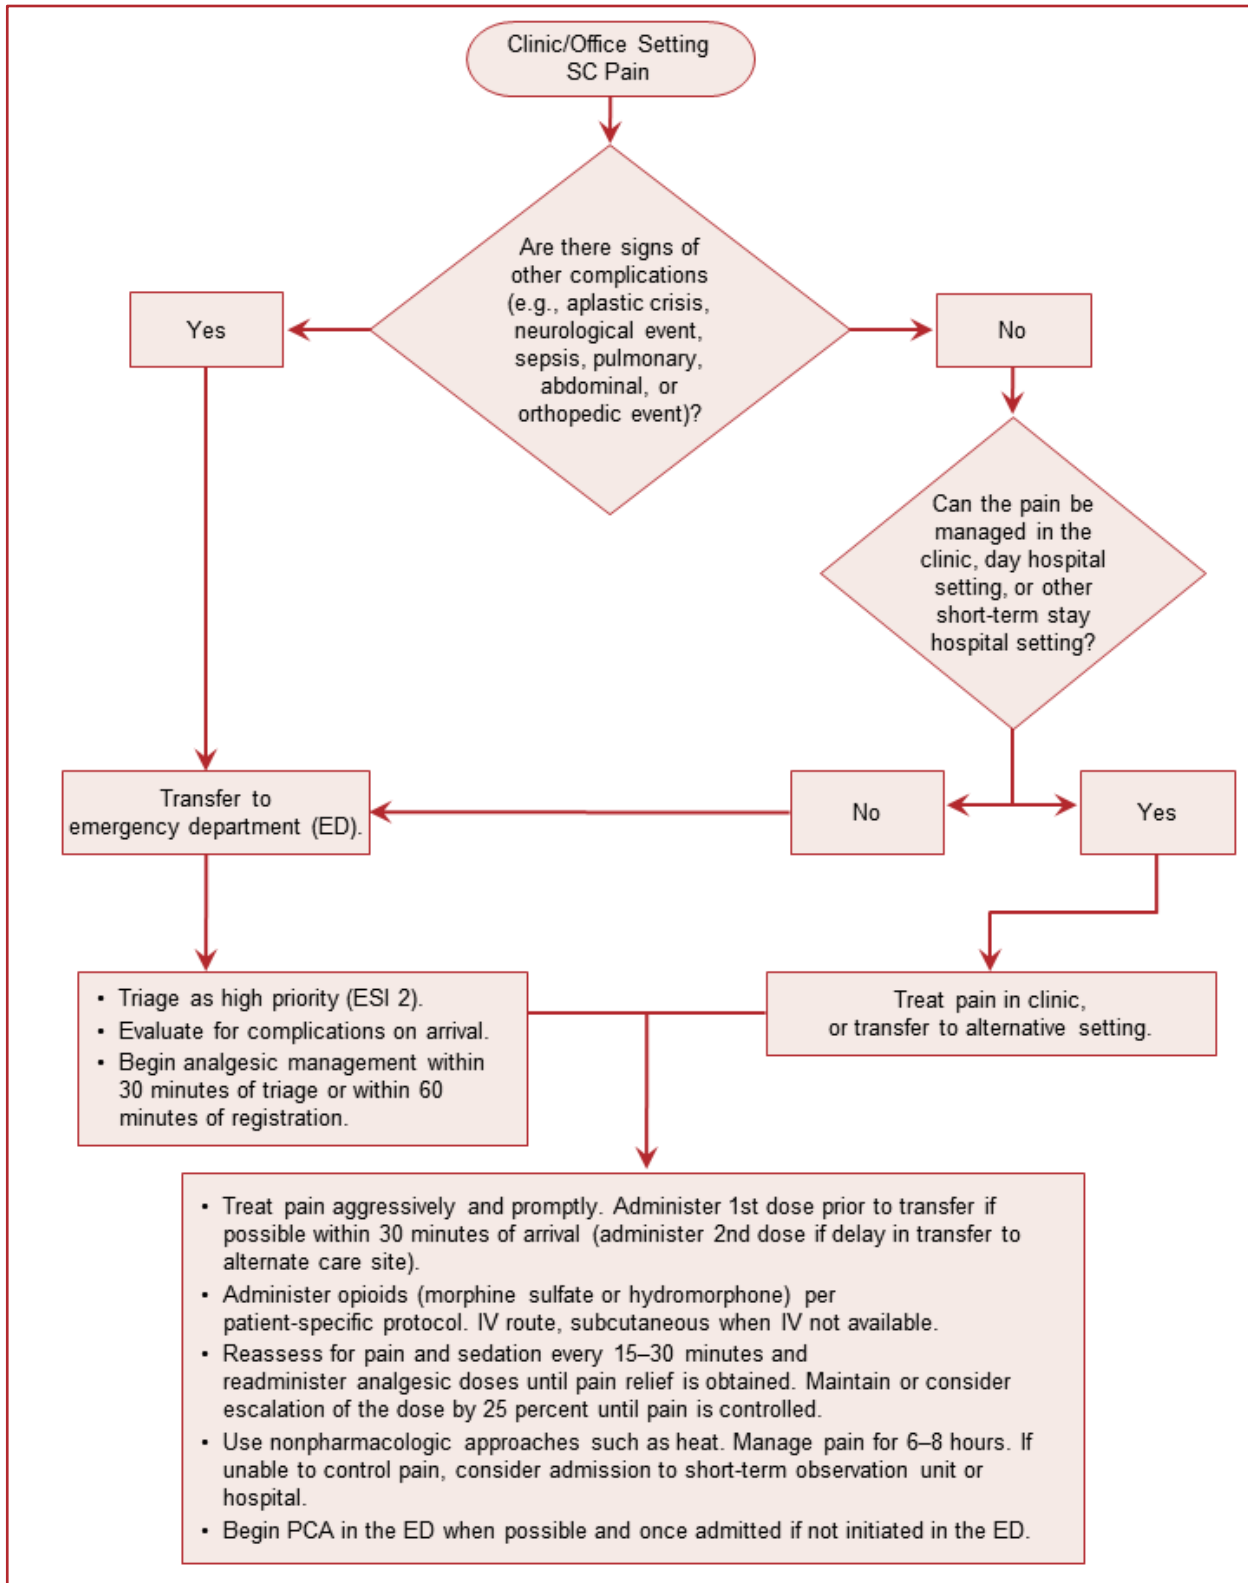 Clinic/Office Setting
SC Pain
Are there signs of
other complications
(e.g., aplastic crisis,
neurological event,
sepsis, pulmonary,
abdominal, or
orthopedic event)?
Yes
No
Can the pain be
managed in the
clinic, day hospital
setting, or other
short-term stay
hospital setting?
Transfer to
emergency department (ED).
No
Yes
• Triage as high priority (ESI 2).
• Evaluate for complications on arrival.
• Begin analgesic management within
30 minutes of triage or within 60
minutes of registration.
Treat pain in clinic,
or transfer to alternative setting.
• Treat pain aggressively and promptly. Administer 1st dose prior to transfer if
possible within 30 minutes of arrival (administer 2nd dose if delay in transfer to
alternate care site).
• Administer opioids (morphine sulfate or hydromorphone) per
patient-specific protocol. IV route, subcutaneous when IV not available.
• Reassess for pain and sedation every 15–30 minutes and
readminister analgesic doses until pain relief is obtained. Maintain or consider
escalation of the dose by 25 percent until pain is controlled.
• Use nonpharmacologic approaches such as heat. Manage pain for 6–8 hours. If
unable to control pain, consider admission to short-term observation unit or
hospital.
• Begin PCA in the ED when possible and once admitted if not initiated in the ED.